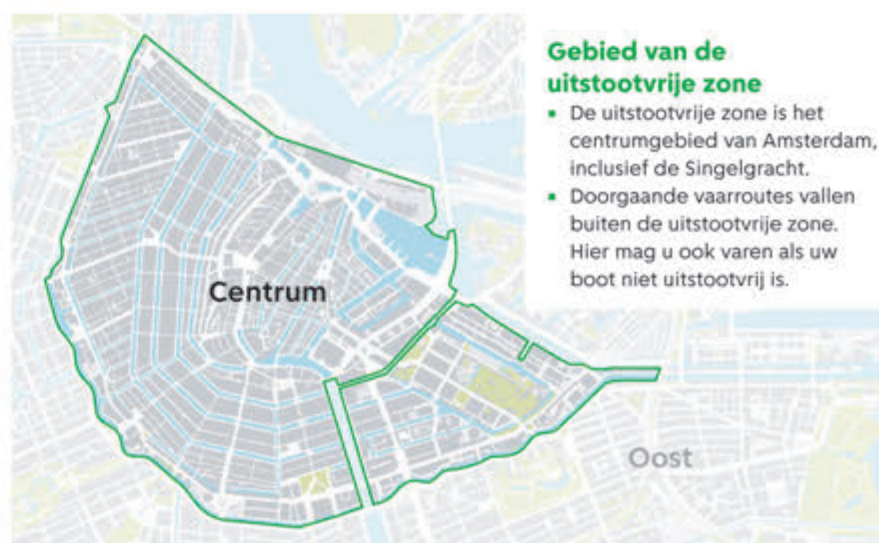 Gebied van de
uitstootvrije zone
▪ De uitstootvrije zone is het
centrumgebied van Amsterdam,
inclusief de Singelgracht.
▪ Doorgaande vaarroutes vallen
buiten de uitstootvrije zone.
Hier mag u ook varen als uw
boot niet uitstootvrij is.
Centrum
Oost